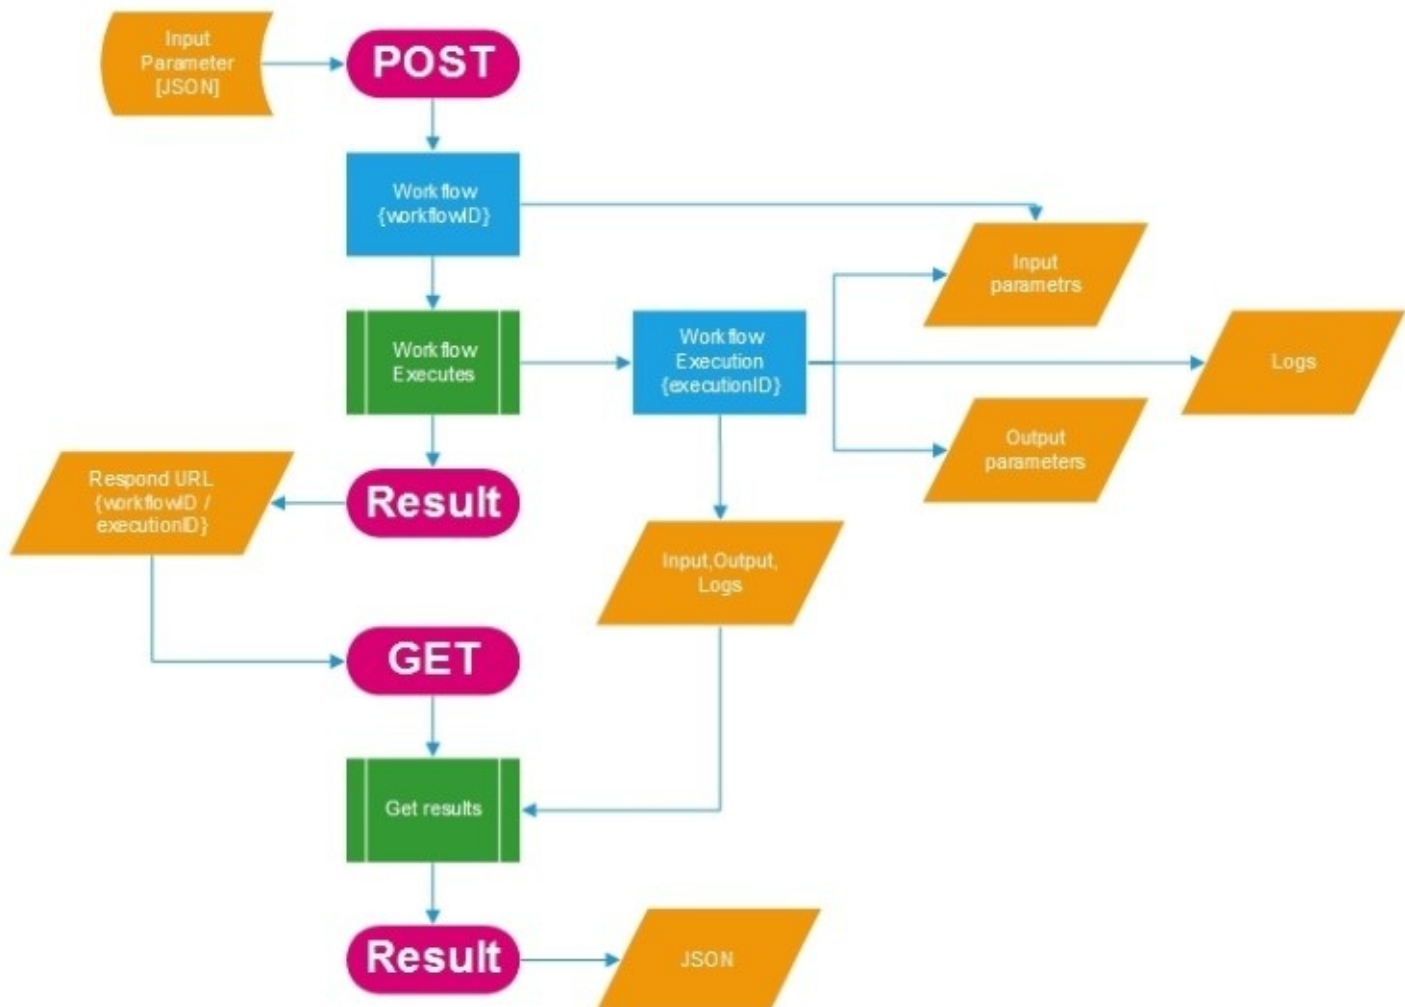 Input
Parameter
[JSON]
POST
Workflow
{workflowID}
Input
parametrs
Workflow
Executes
Workflow
Execution
{executionID}
Logs
Output
parameters
Respond URL
{workflowID /
executionID}
Result
Input,Output,
Logs
GET
Get results
Result
JSON